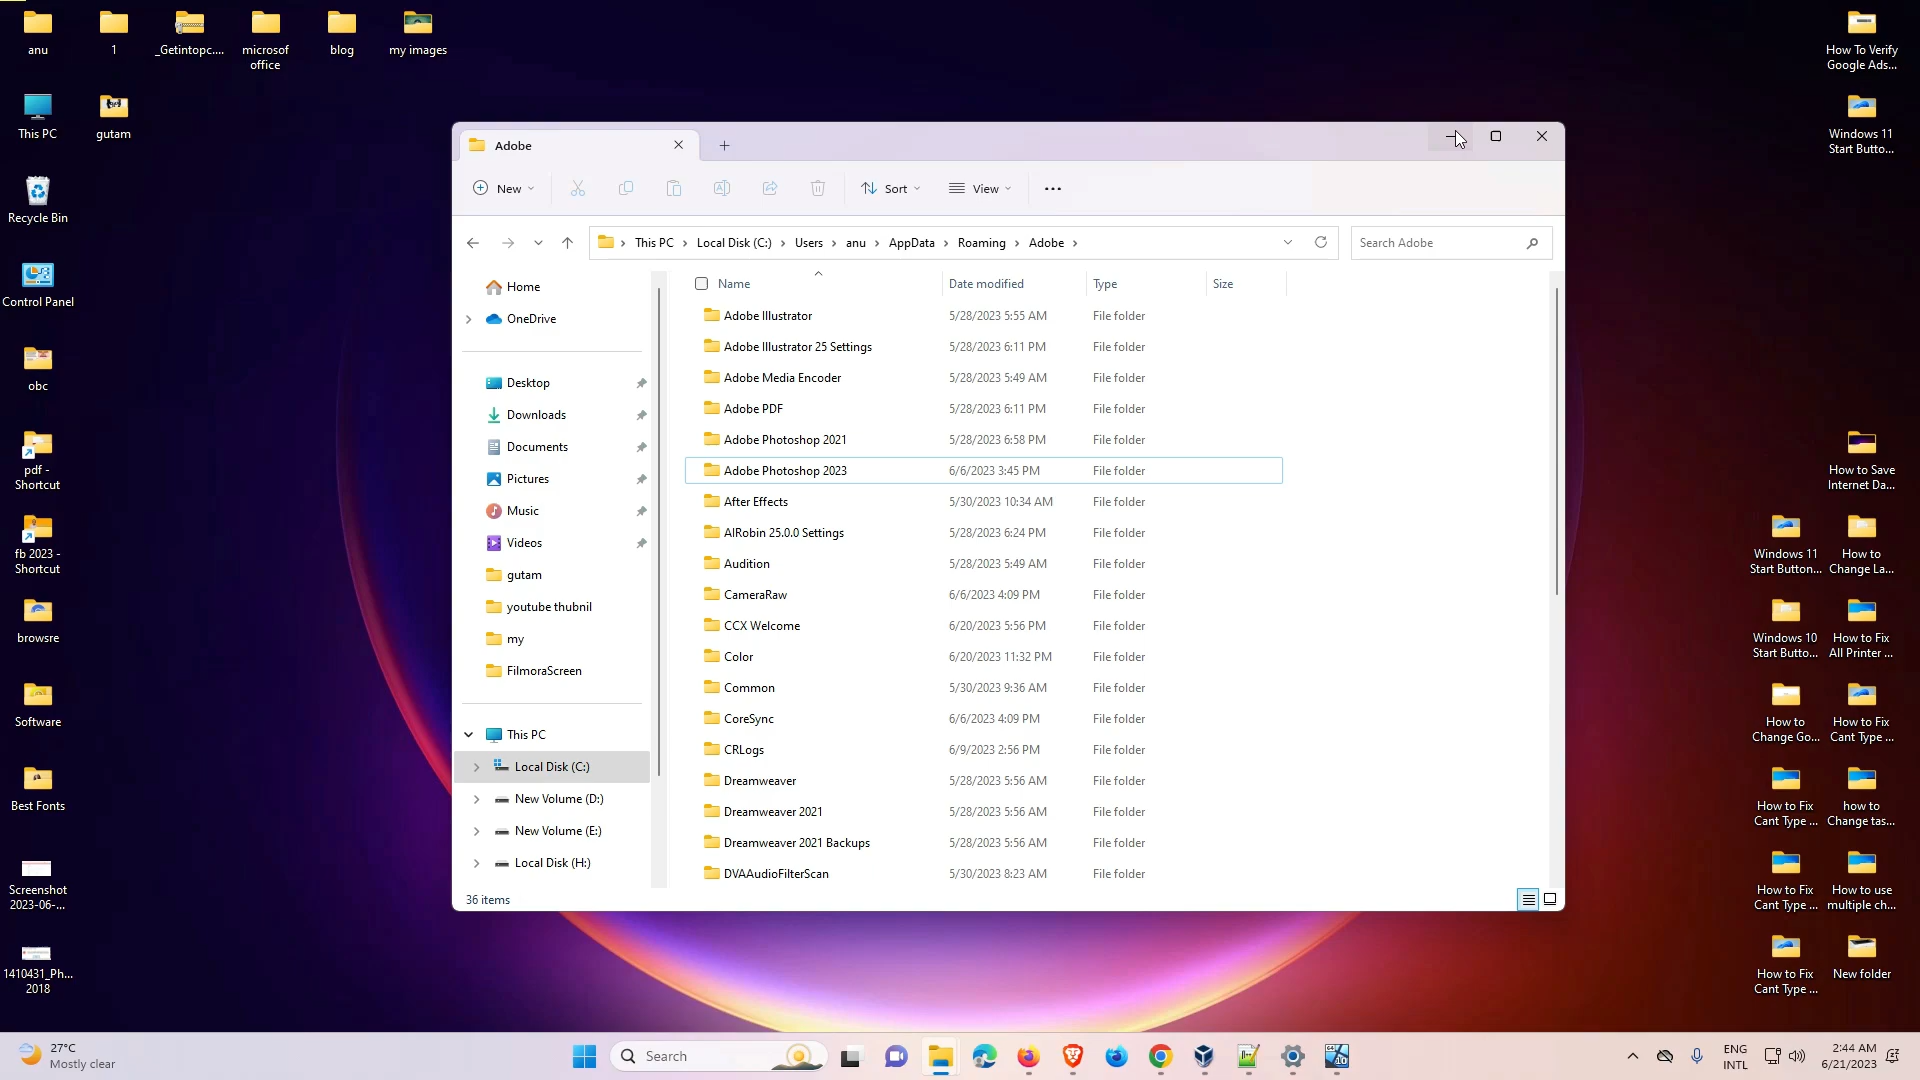 anu
1
_Getintopc....
microsof
office
blog
my images
This PC
gutam
Recycle Bin
Control Panel
obc
pdf -
Shortcut
fb 2023 -
Shortcut
browsre
Software
Best Fonts
Screenshot
2023-06-...
1410431_Ph...
2018
Adobe
New
Sort
View
This PC
Local Disk (C:)
Users
anu
AppData
Roaming
Adobe
Search Adobe
Home
OneDrive
Desktop
Downloads
Documents
Pictures
Music
Videos
gutam
youtube thubnil
my
FilmoraScreen
This PC
Local Disk (C:)
New Volume (D:)
New Volume (E:)
Local Disk (H:)
Name Date modified Type Size
Adobe Illustrator 5/28/2023 5:55 AM File folder
Adobe Illustrator 25 Settings 5/28/2023 6:11 PM File folder
Adobe Media Encoder 5/28/2023 5:49 AM File folder
Adobe PDF 5/28/2023 6:11 PM File folder
Adobe Photoshop 2021 5/28/2023 6:58 PM File folder
Adobe Photoshop 2023 6/6/2023 3:45 PM File folder
After Effects 5/30/2023 10:34 AM File folder
AIRobin 25.0.0 Settings 5/28/2023 6:24 PM File folder
Audition 5/28/2023 5:49 AM File folder
CameraRaw 6/6/2023 4:09 PM File folder
CCX Welcome 6/20/2023 5:56 PM File folder
Color 6/20/2023 11:32 PM File folder
Common 5/30/2023 9:36 AM File folder
CoreSync 6/6/2023 4:09 PM File folder
CRLogs 6/9/2023 2:56 PM File folder
Dreamweaver 5/28/2023 5:56 AM File folder
Dreamweaver 2021 5/28/2023 5:56 AM File folder
Dreamweaver 2021 Backups 5/28/2023 5:56 AM File folder
DVAAudioFilterScan 5/30/2023 8:23 AM File folder
36 items
How To Verify
Google Ads...
Windows 11
Start Butto...
How to Save
Internet Da...
Windows 11
Start Button...
How to
Change La...
Windows 10
Start Butto...
How to Fix
All Printer ...
How to
Change Go...
How to Fix
Cant Type ...
How to Fix
Cant Type ...
how to
Change tas...
How to Fix
Cant Type ...
How to use
multiple ch...
How to Fix
Cant Type ...
New folder
27°C
Mostly clear
Search
ENG
INTL
2:44 AM
6/21/2023